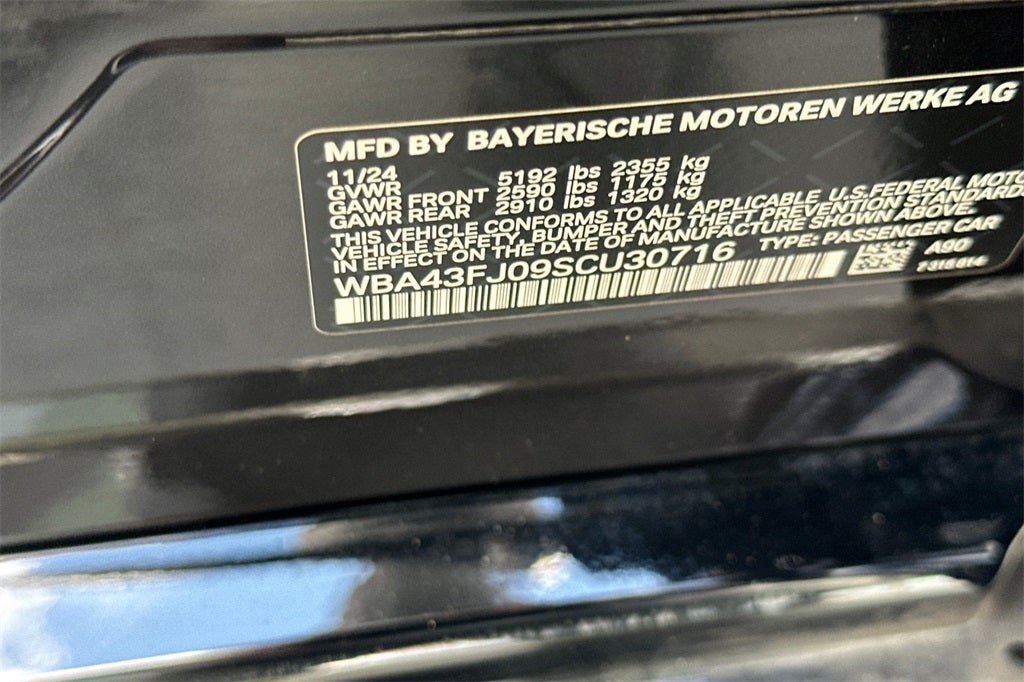 MFD BY BAYERISCHE MOTOREN WERKE AG
11/24
GVWR 5192 lbs 2355 kg
GAWR FRONT 2590 lbs 1175 kg
GAWR REAR 2910 lbs 1320 kg
THIS VEHICLE CONFORMS TO ALL APPLICABLE U.S.FEDERAL MOTO
VEHICLE SAFETY, BUMPER AND THEFT PREVENTION STANDARD
IN EFFECT ON THE DATE OF MANUFACTURE SHOWN ABOVE.
WBA43FJ09SCU30716 TYPE: PASSENGER CAR
A90